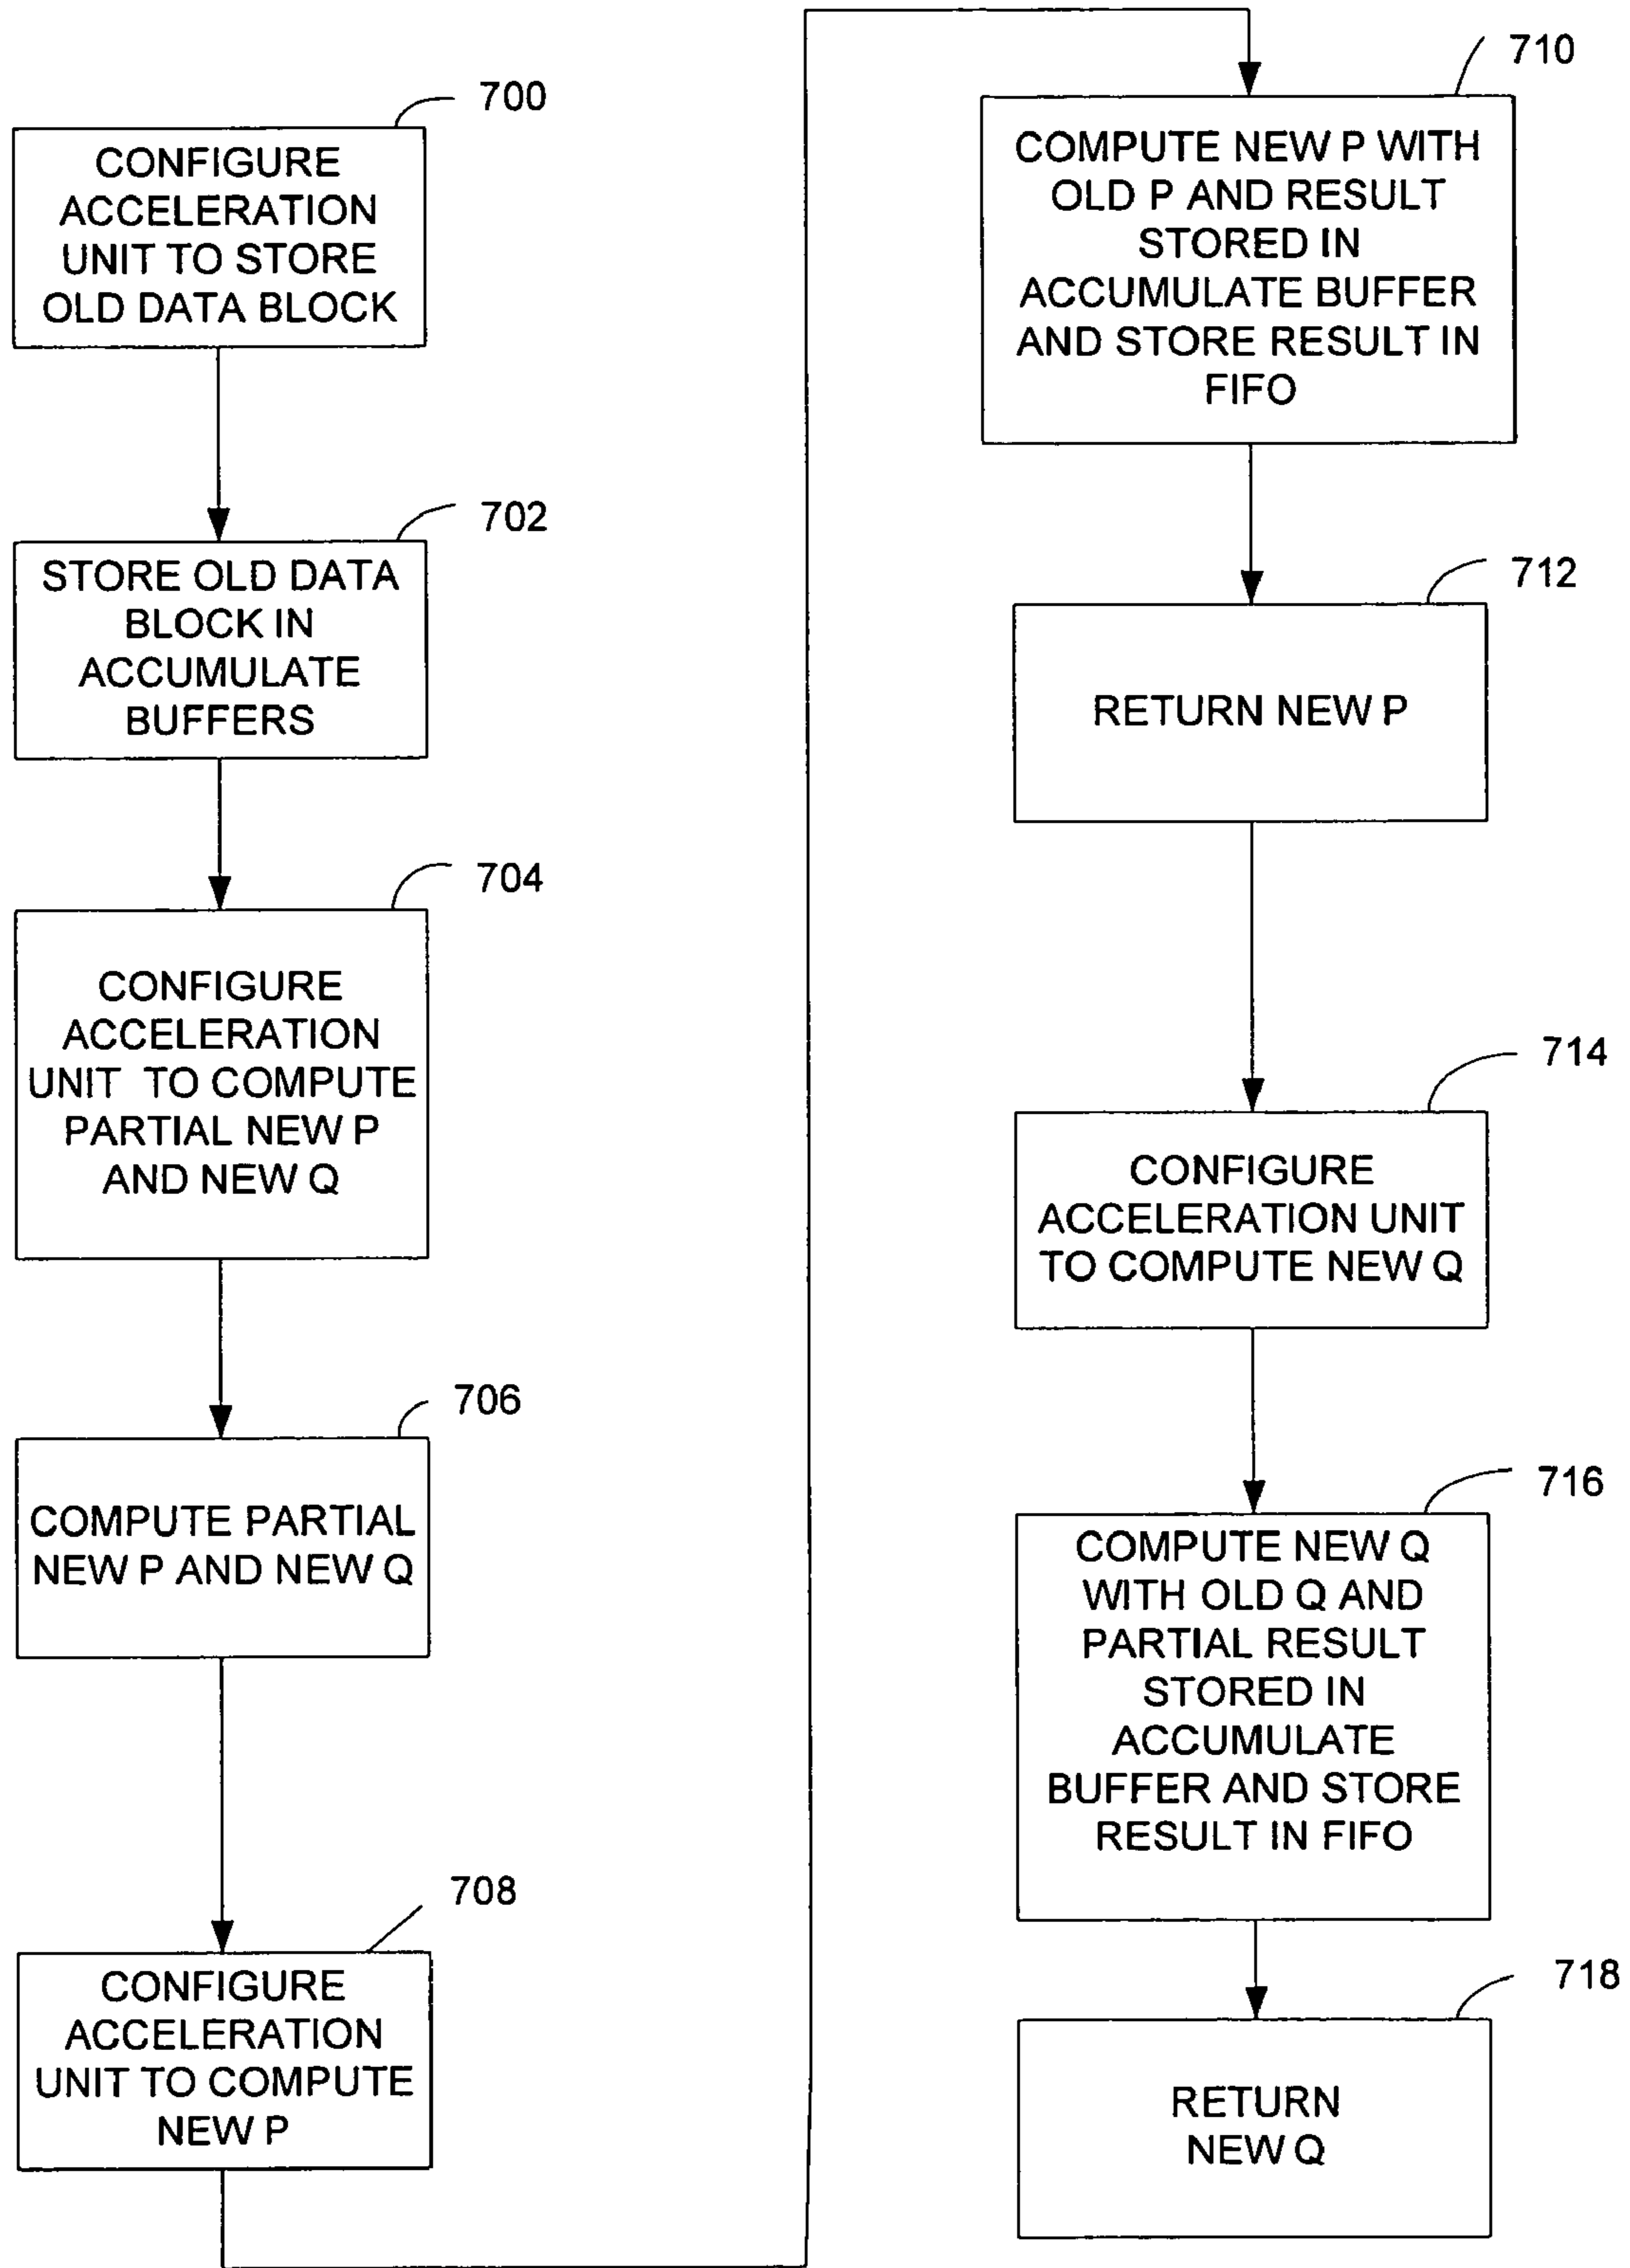 700
CONFIGURE
ACCELERATION
UNIT TO STORE
OLD DATA BLOCK
702
STORE OLD DATA
BLOCK IN
ACCUMULATE
BUFFERS
704
CONFIGURE
ACCELERATION
UNIT TO COMPUTE
PARTIAL NEW P
AND NEW Q
706
COMPUTE PARTIAL
NEW P AND NEW Q
708
CONFIGURE
ACCELERATION
UNIT TO COMPUTE
NEW P
710
COMPUTE NEW P WITH
OLD P AND RESULT
STORED IN
ACCUMULATE BUFFER
AND STORE RESULT IN
FIFO
712
RETURN NEW P
714
CONFIGURE
ACCELERATION UNIT
TO COMPUTE NEW Q
716
COMPUTE NEW Q
WITH OLD Q AND
PARTIAL RESULT
STORED IN
ACCUMULATE
BUFFER AND STORE
RESULT IN FIFO
718
RETURN
NEW Q